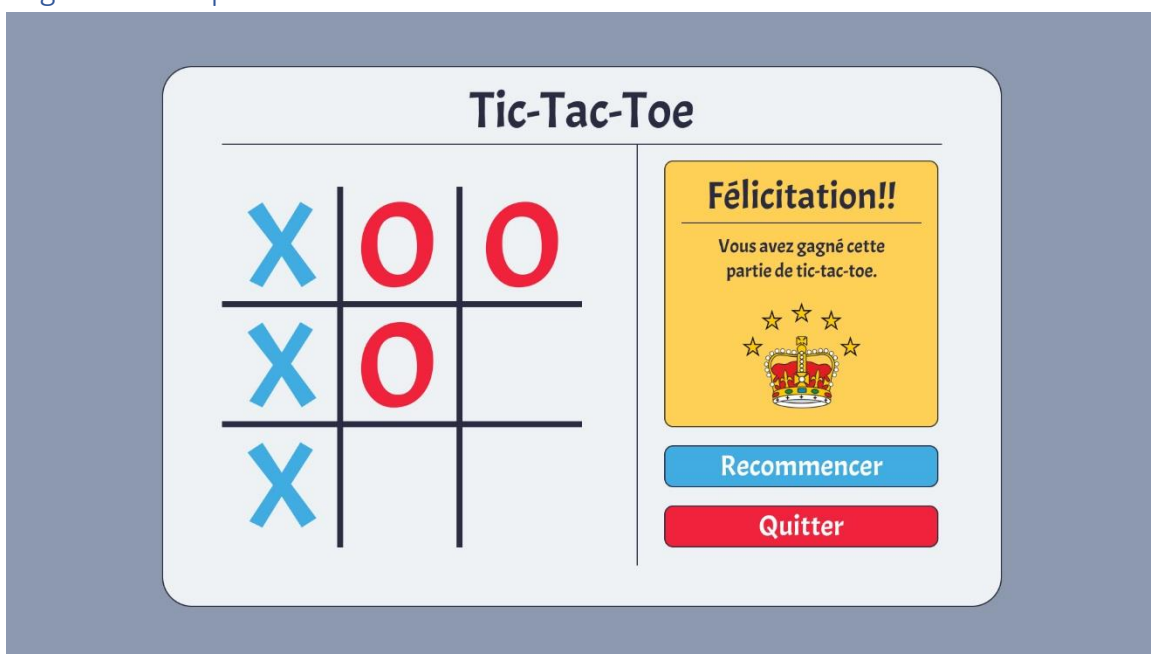 Tic-Tac-Toe
X O O
X O
X
Félicitation!!
Vous avez gagné cette
partie de tic-tac-toe.
Recommencer
Quitter